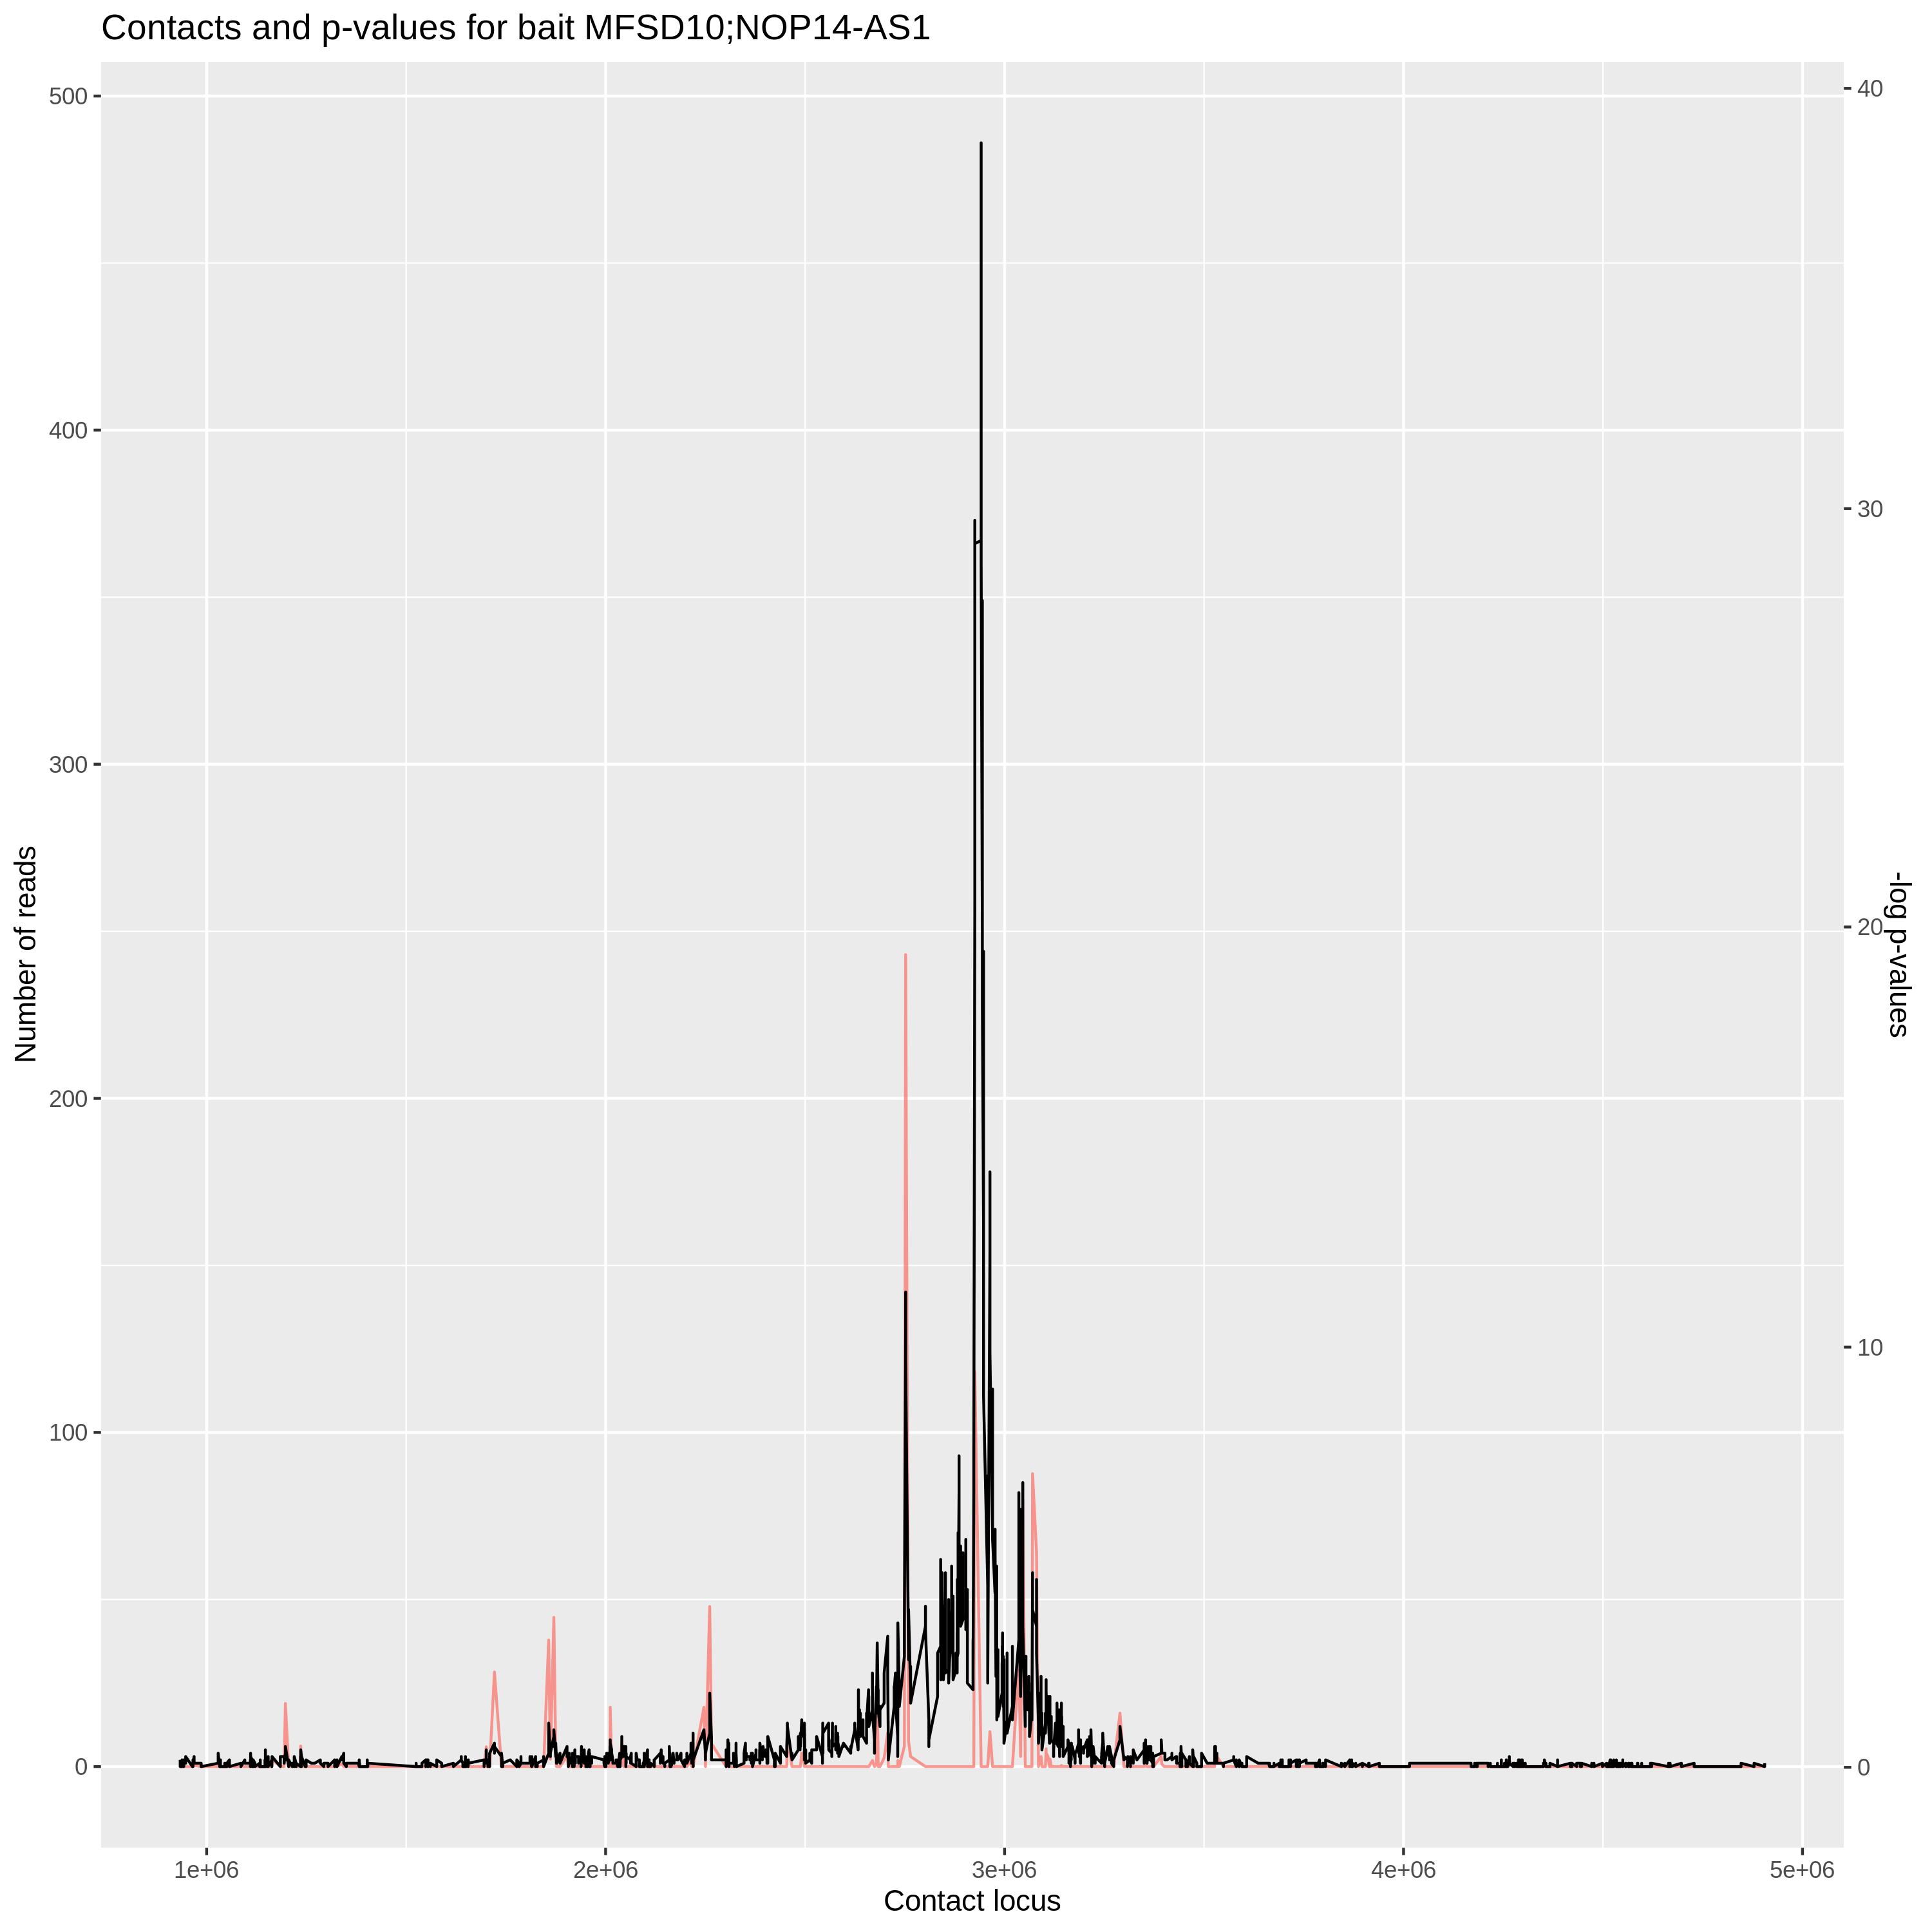 Contacts and p-values for bait MFSD10;NOP14-AS1
500
400
300
200
100
0
Number of reads
40
30
20
10
0
-log p-values
1e+06 2e+06 3e+06 4e+06 5e+06
Contact locus